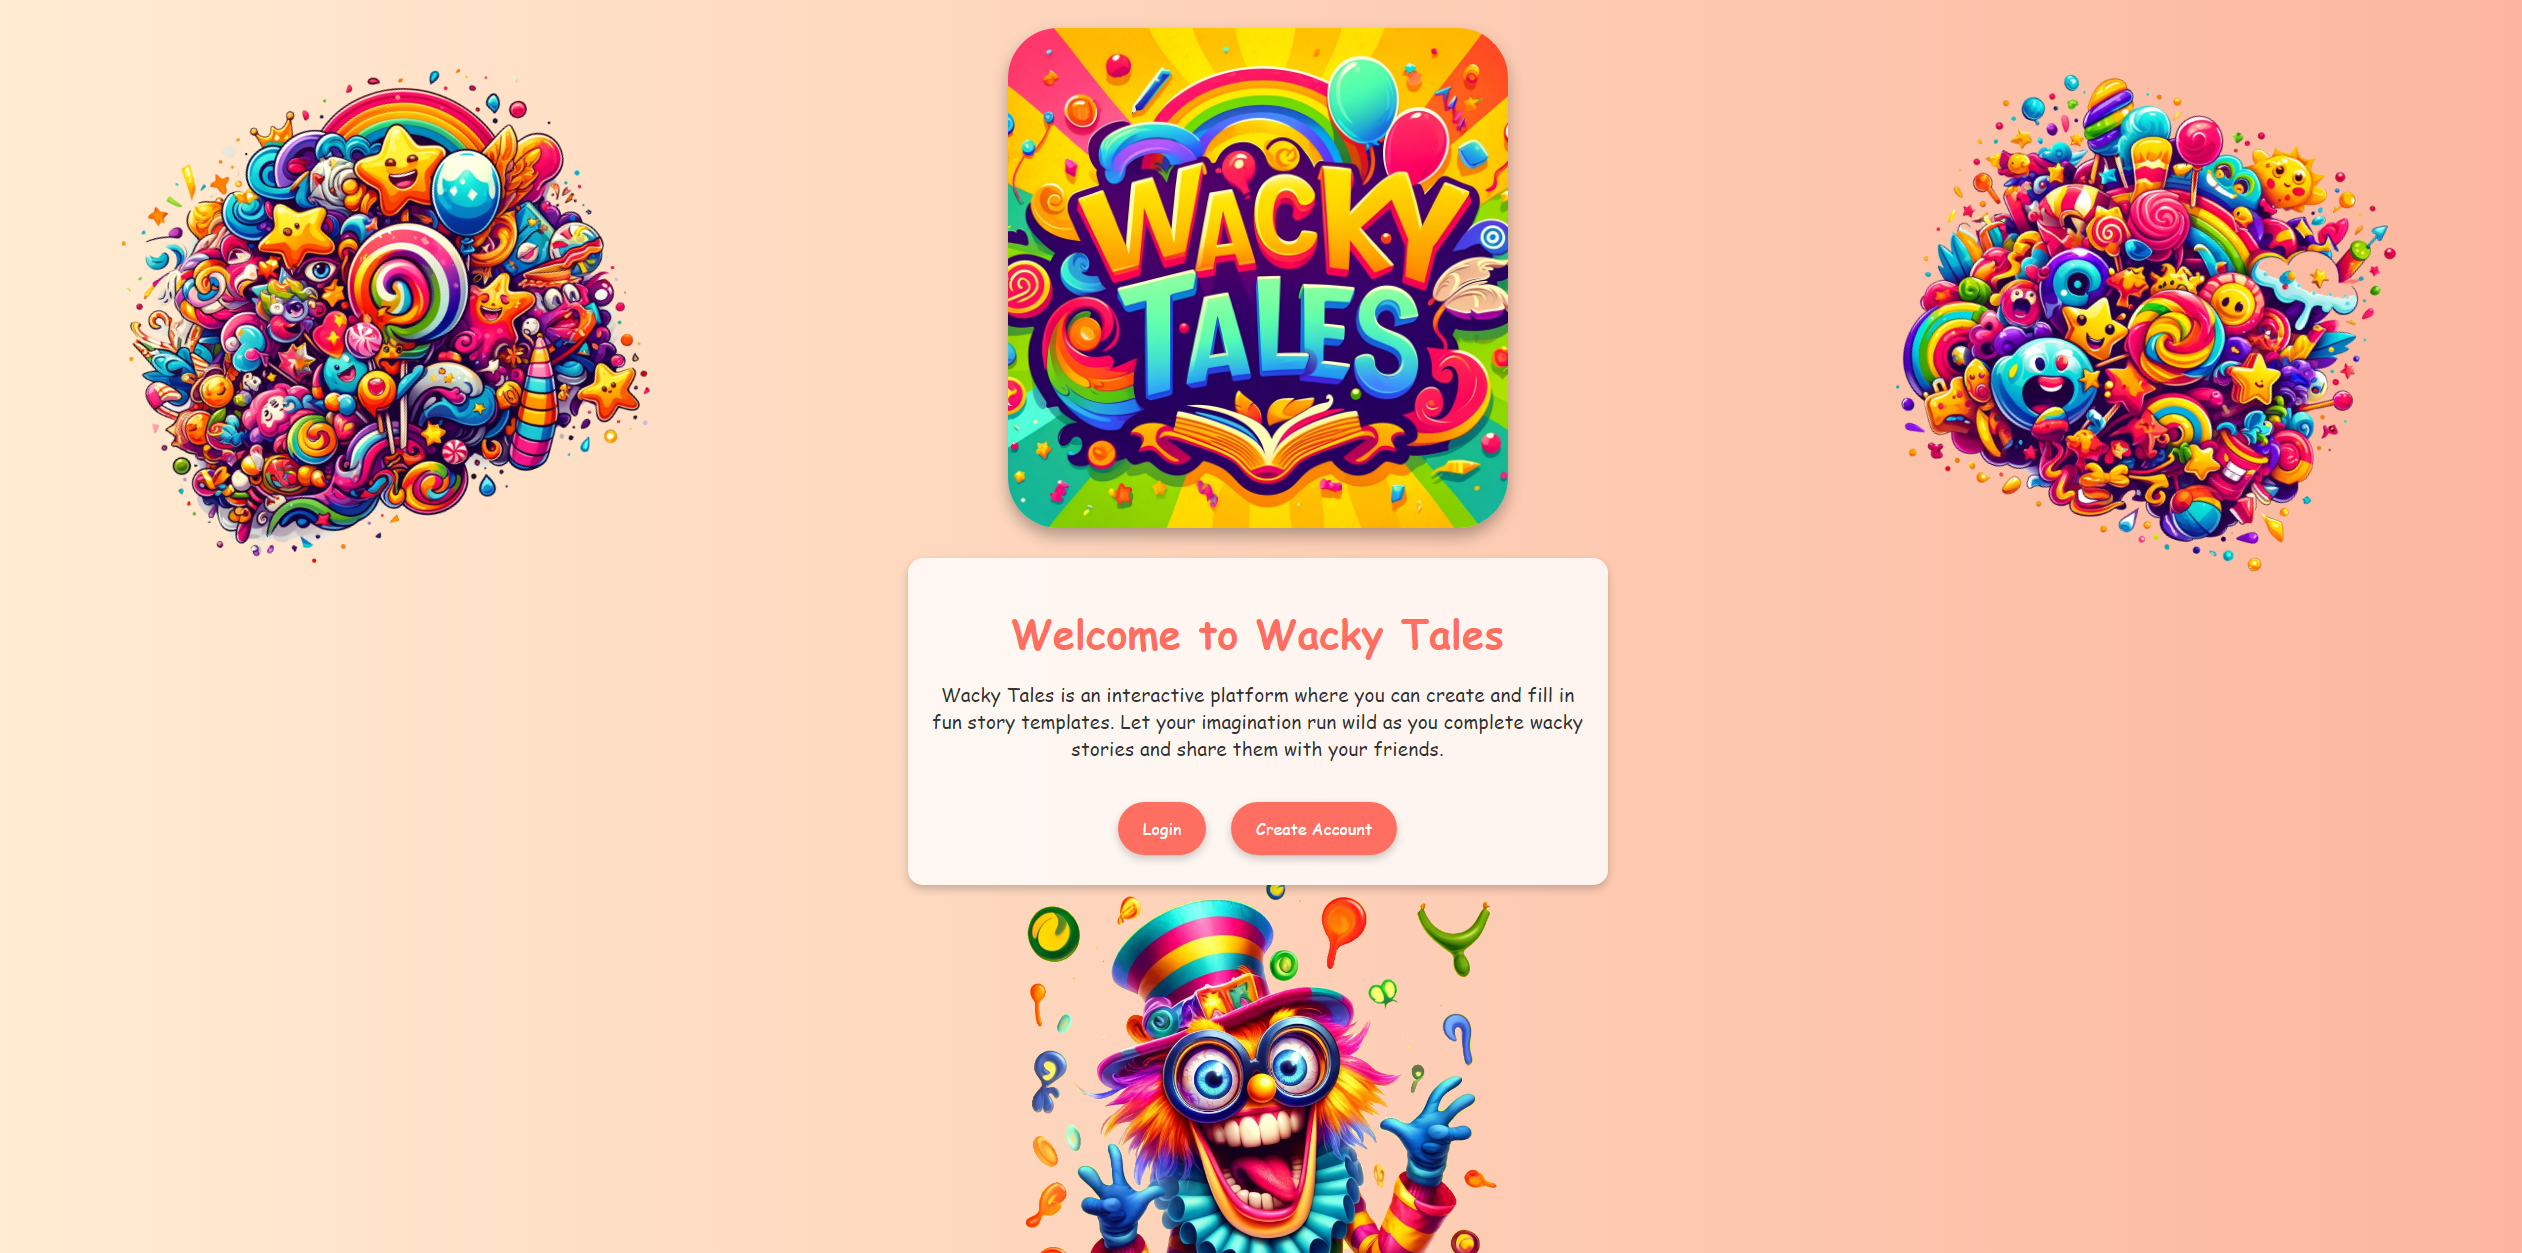 WACKY
TALES
Welcome to Wacky Tales
Wacky Tales is an interactive platform where you can create and fill in
fun story templates. Let your imagination run wild as you complete wacky
stories and share them with your friends.
Login
Create Account